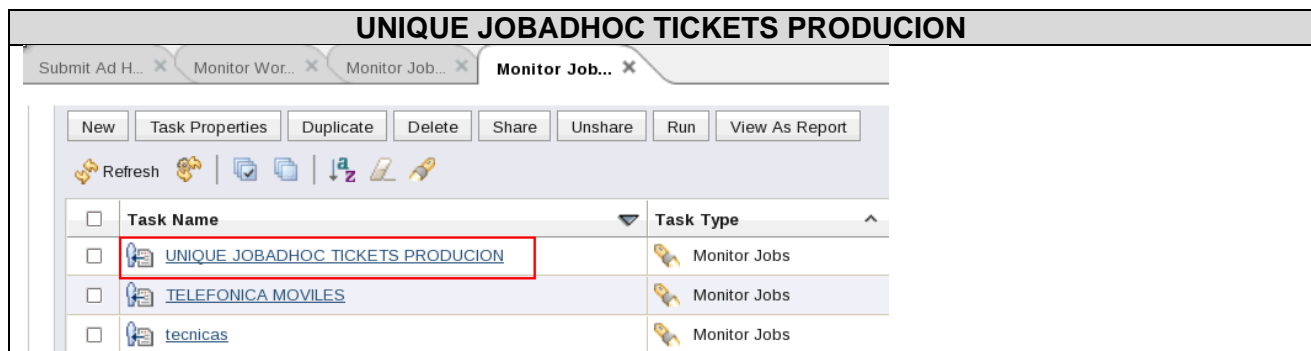 UNIQUE JOBADHOC TICKETS PRODUCION
Submit Ad H... Monitor Wor... Monitor Job... Monitor Job...
New Task Properties Duplicate Delete Share Unshare Run View As Report
Refresh
Task Name Task Type
UNIQUE JOBADHOC TICKETS PRODUCION Monitor Jobs
TELEFONICA MOVILES Monitor Jobs
tecnicas Monitor Jobs